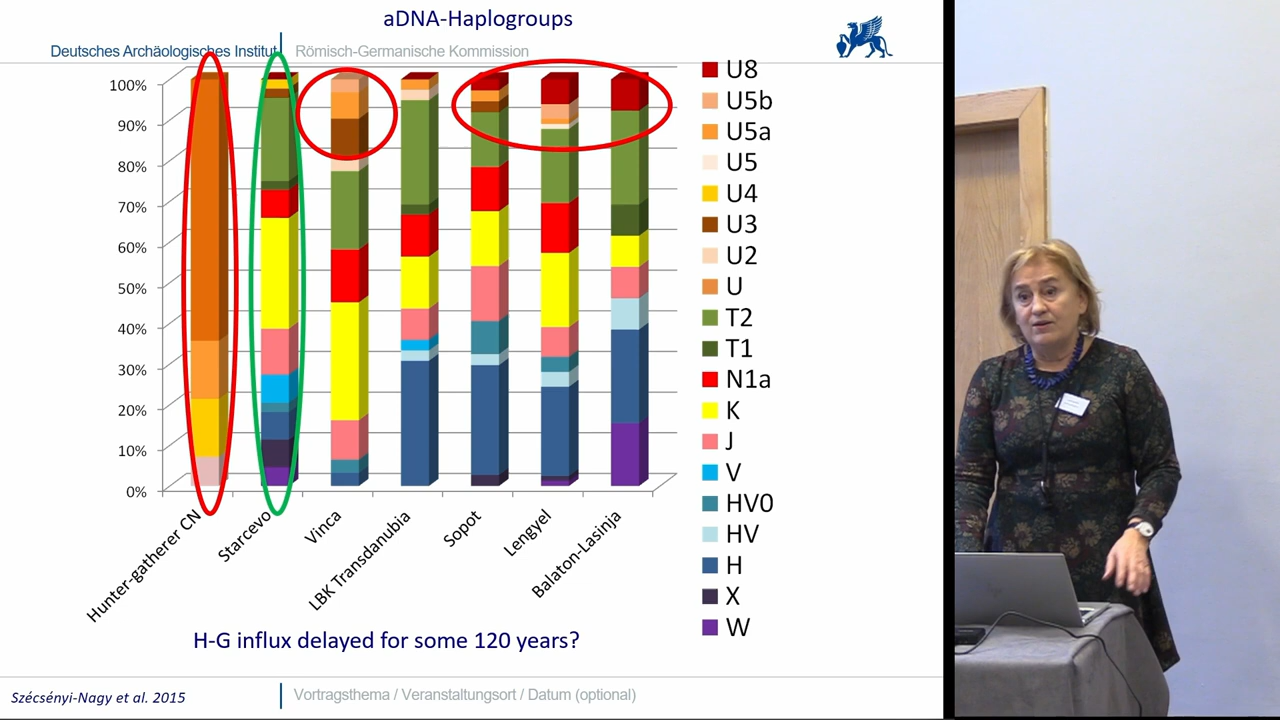 aDNA-Haplogroups
Deutsches Archäologisches Institut
Römisch-Germanische Kommission
100%
90%
80%
70%
60%
50%
40%
30%
20%
10%
0%
Hunter-gatherer CN
Starcevo
Vinca
LBK Transdanubia
Sopot
Lengyel
Balaton-Lasinja
U8
U5b
U5a
U5
U4
U3
U2
U
T2
T1
N1a
K
J
V
HV0
HV
H
X
W
H-G influx delayed for some 120 years?
Szécsényi-Nagy et al. 2015
Vortragsthema / Veranstaltungsort / Datum (optional)